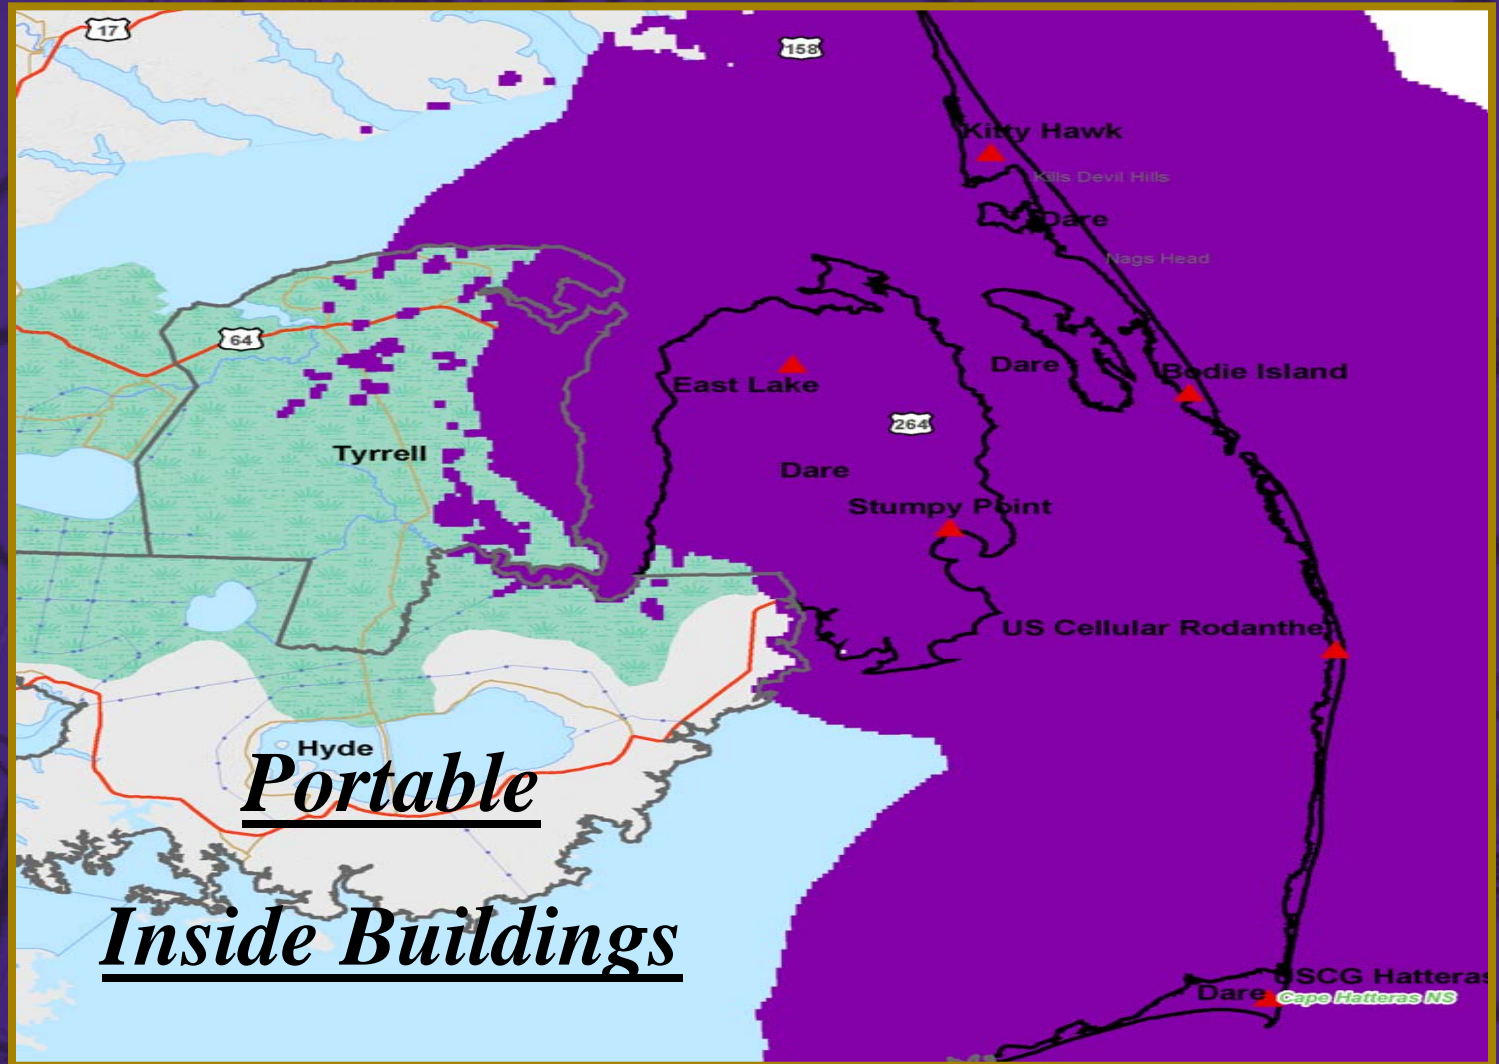 17
158
Kitty Hawk
Kills Devil Hills
Dare
Nags Head
64
Dare
Bodie Island
East Lake
264
Tyrrell
Dare
Stumpy Point
US Cellular Rodanthe
Hyde
Portable
Inside Buildings
USCG Hatteras
Dare
Cape Hatteras NS